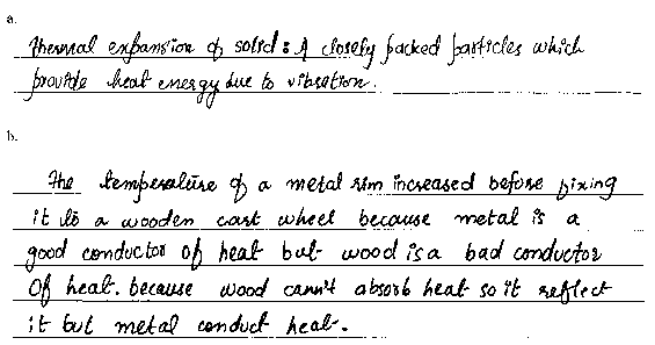 a.
thermal expansion of solid : A closely packed particles which
provide heat energy due to vibration.
b.
The temperature of a metal rim increased before fixing
it to a wooden cart wheel because metal is a
good conductor of heat but wood is a bad conductor
Of heat. because wood cann't absorb heat so it reflect
it but metal conduct heat.